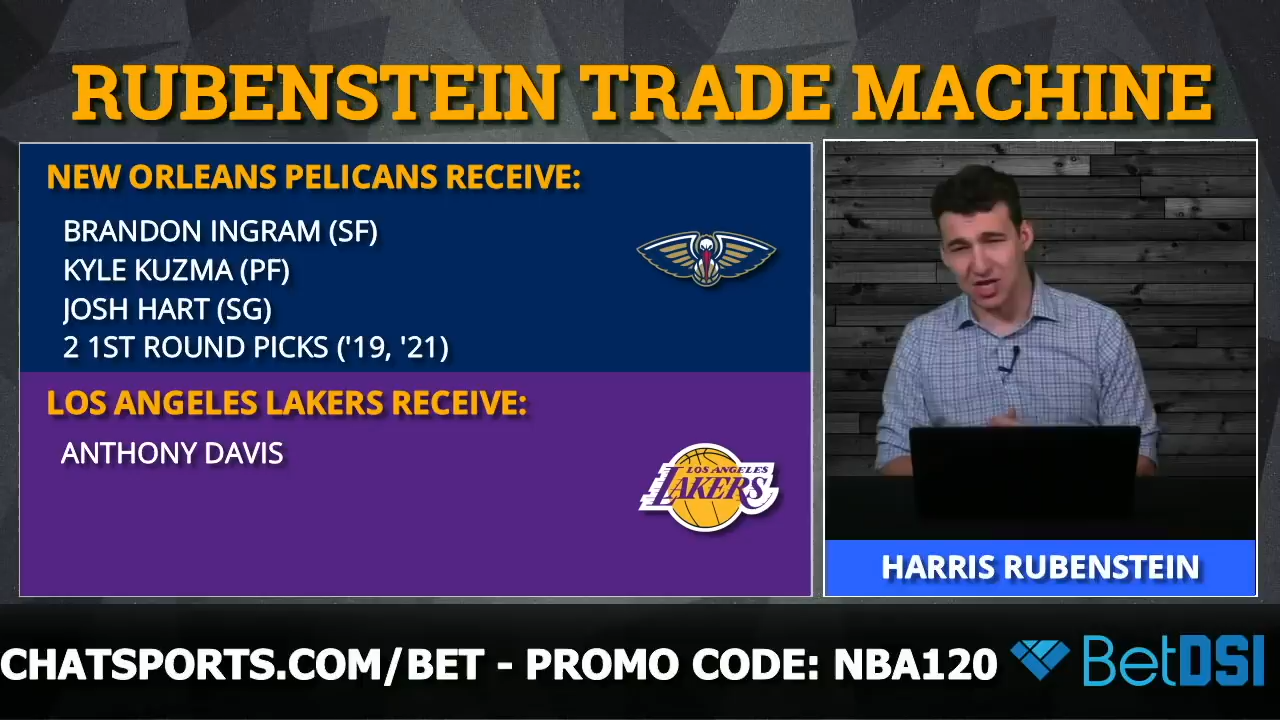 RUBENSTEIN TRADE MACHINE
NEW ORLEANS PELICANS RECEIVE:
BRANDON INGRAM (SF)
KYLE KUZMA (PF)
JOSH HART (SG)
2 1ST ROUND PICKS ('19, '21)
LOS ANGELES LAKERS RECEIVE:
ANTHONY DAVIS
LOS ANGELES
LAKERS
HARRIS RUBENSTEIN
CHATSPORTS.COM/BET - PROMO CODE: NBA120 BetDSI